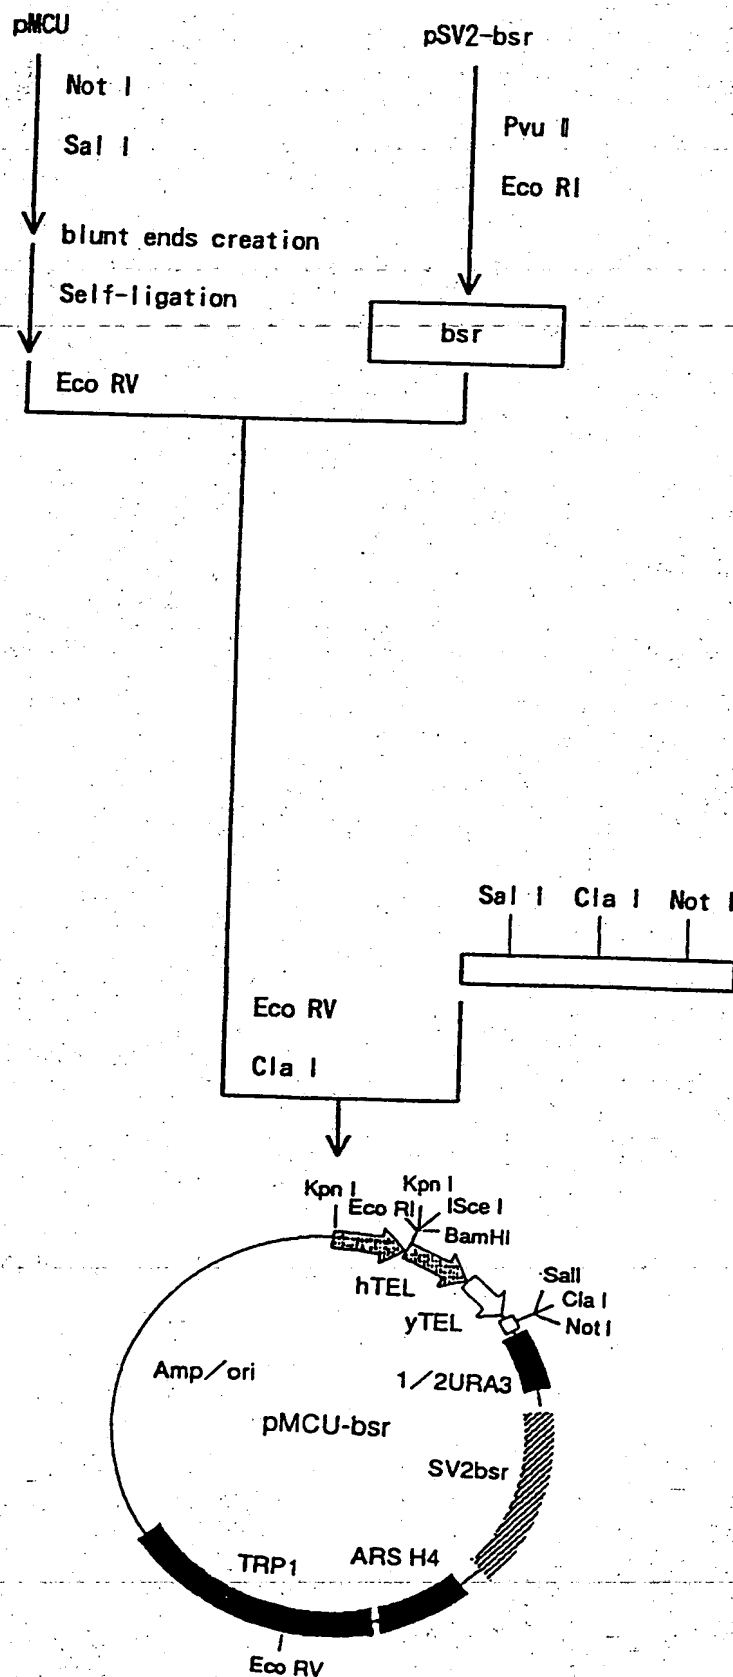 pMCU
pSV2-bsr
Not I
Sal I
Pvu II
Eco RI
blunt ends creation
Self-ligation
bsr
Eco RV
Sal I Cla I Not I
Eco RV
Cla I
Kpn I
Kpn I
Eco RI
ISce I
BamHI
hTEL
SalI
Cla I
Not I
yTEL
Amp/ori
1/2URA3
pMCU-bsr
SV2bsr
TRP1
ARS H4
Eco RV